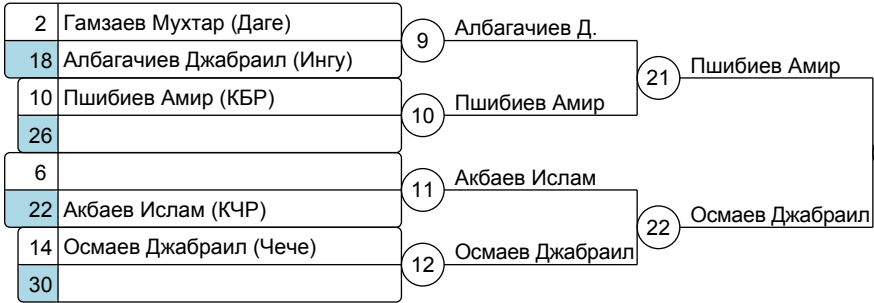 2 Гамзаев Мухтар (Даге)
18 Албагачиев Джабраил (Ингу)
9
Албагачиев Д.
10 Пшибиев Амир (КБР)
26
10
Пшибиев Амир
21
Пшибиев Амир
6
22 Акбаев Ислам (КЧР)
11
Акбаев Ислам
14 Осмаев Джабраил (Чече)
30
12
Осмаев Джабраил
22
Осмаев Джабраил